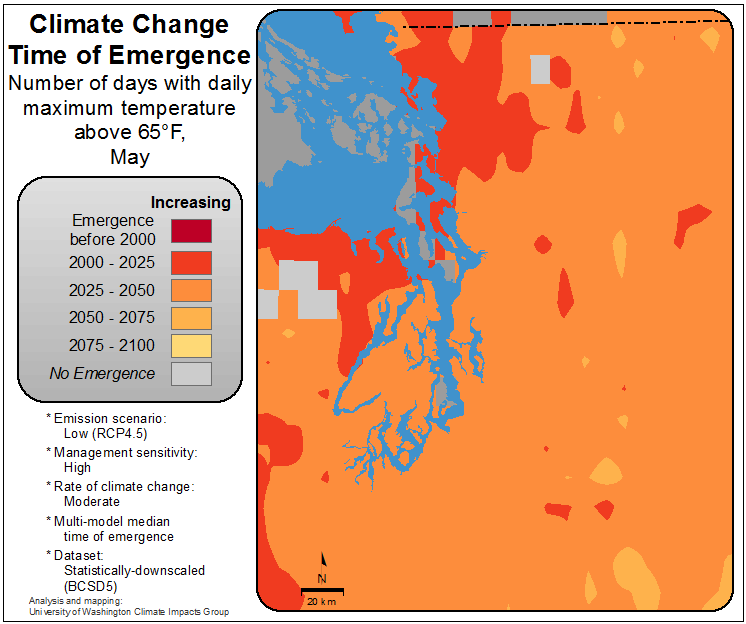 Climate Change
Time of Emergence
Number of days with daily
maximum temperature
above 65°F,
May
Increasing
Emergence
before 2000
2000 - 2025
2025 - 2050
2050 - 2075
2075 - 2100
No Emergence
* Emission scenario:
Low (RCP4.5)
* Management sensitivity:
High
* Rate of climate change:
Moderate
* Multi-model median
time of emergence
* Dataset:
Statistically-downscaled
(BCSD5)
Analysis and mapping:
University of Washington Climate Impacts Group
N
20 km